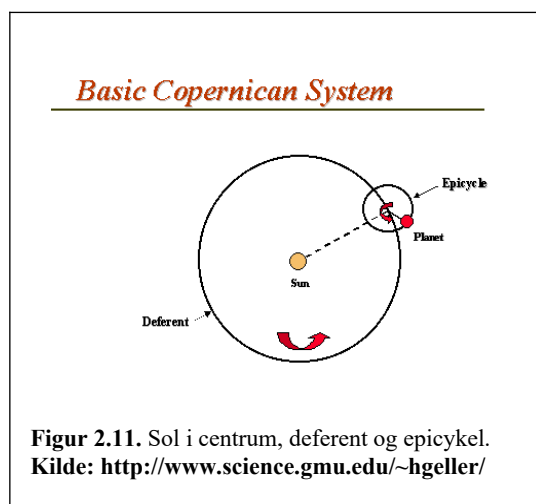 Basic Copernican System
Epicycle
Planet
Sun
Deferent
Figur 2.11. Sol i centrum, deferent og epicykel.
Kilde: http://www.science.gmu.edu/~hgeller/